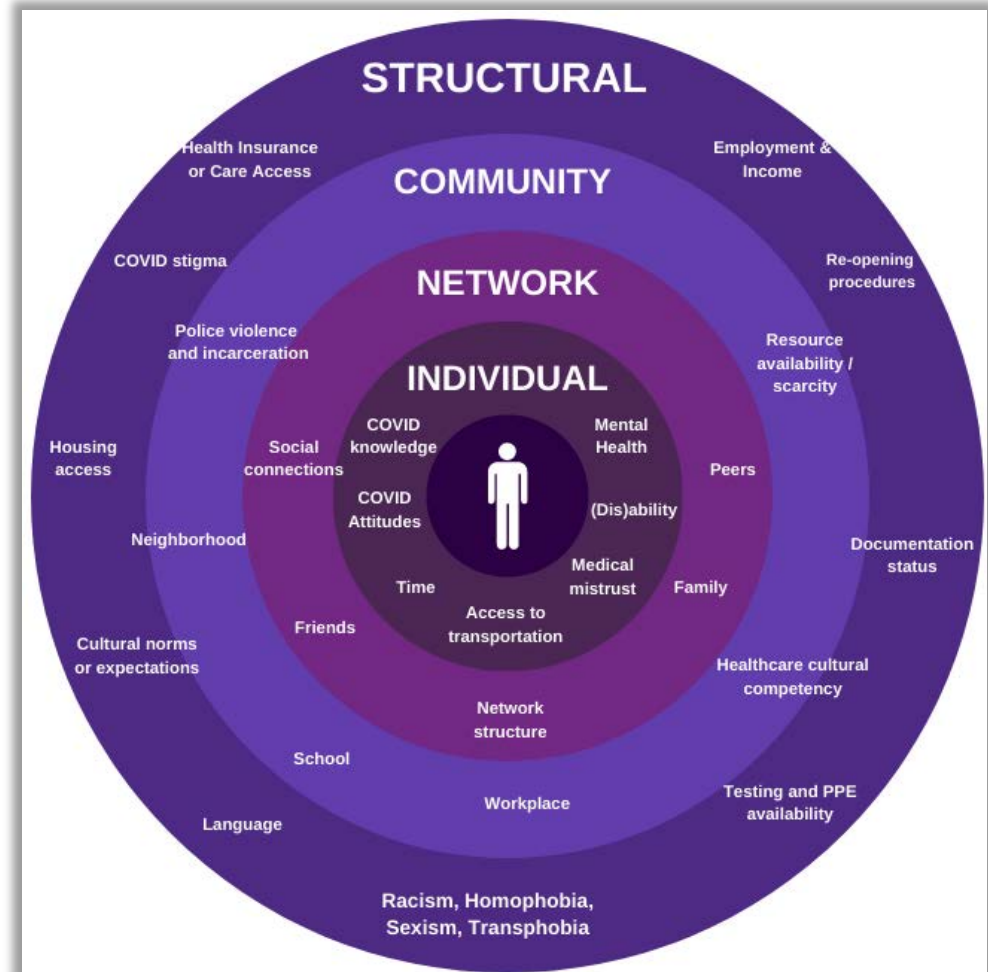 STRUCTURAL
Health Insurance
or Care Access
Employment &
Income
COMMUNITY
COVID stigma
Re-opening
procedures
NETWORK
Police violence
and incarceration
Resource
availability /
scarcity
INDIVIDUAL
COVID
knowledge
Mental
Health
Housing
access
Social
connections
Peers
COVID
Attitudes
(Dis)ability
Neighborhood
Documentation
status
Medical
mistrust
Time
Family
Access to
transportation
Friends
Cultural norms
or expectations
Healthcare cultural
competency
Network
structure
School
Workplace
Testing and PPE
availability
Language
Racism, Homophobia,
Sexism, Transphobia